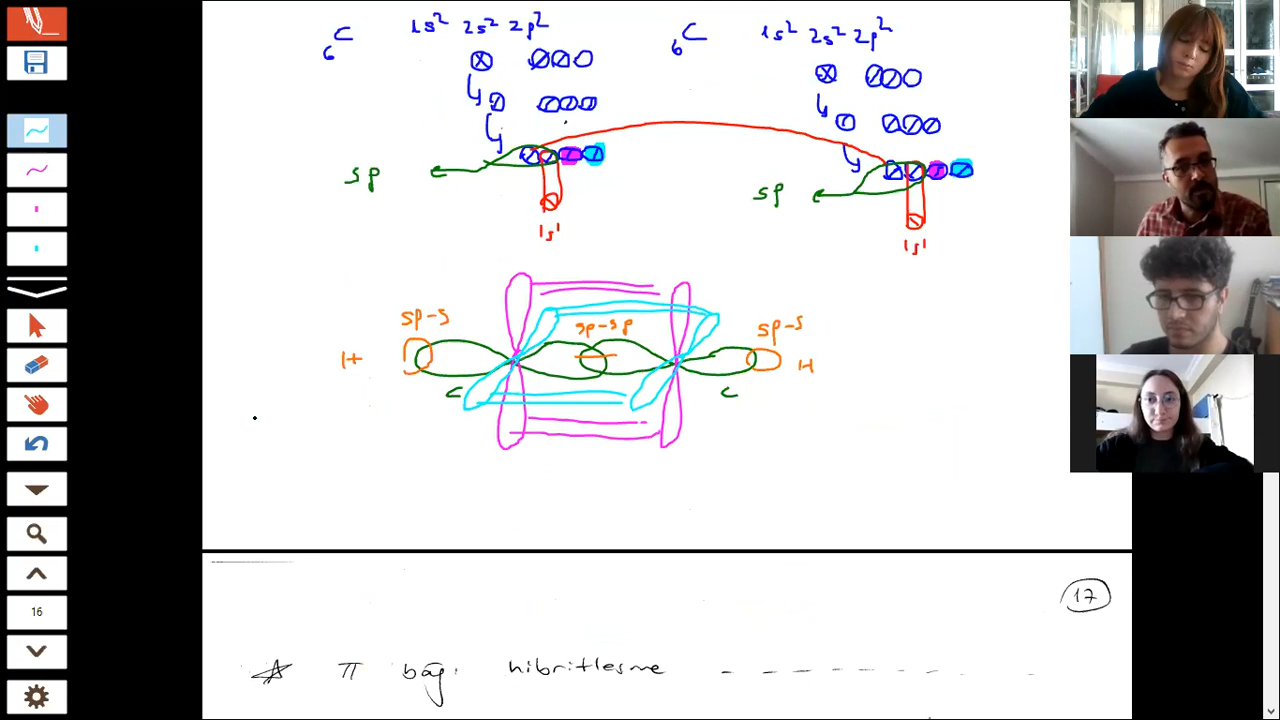 ₆C 1s² 2s² 2p² ₆C 1s² 2s² 2p²
sp sp
1s¹ 1s¹
sp-s sp-sp sp-s
H H
C C
17
16
π bağı hibritleşme